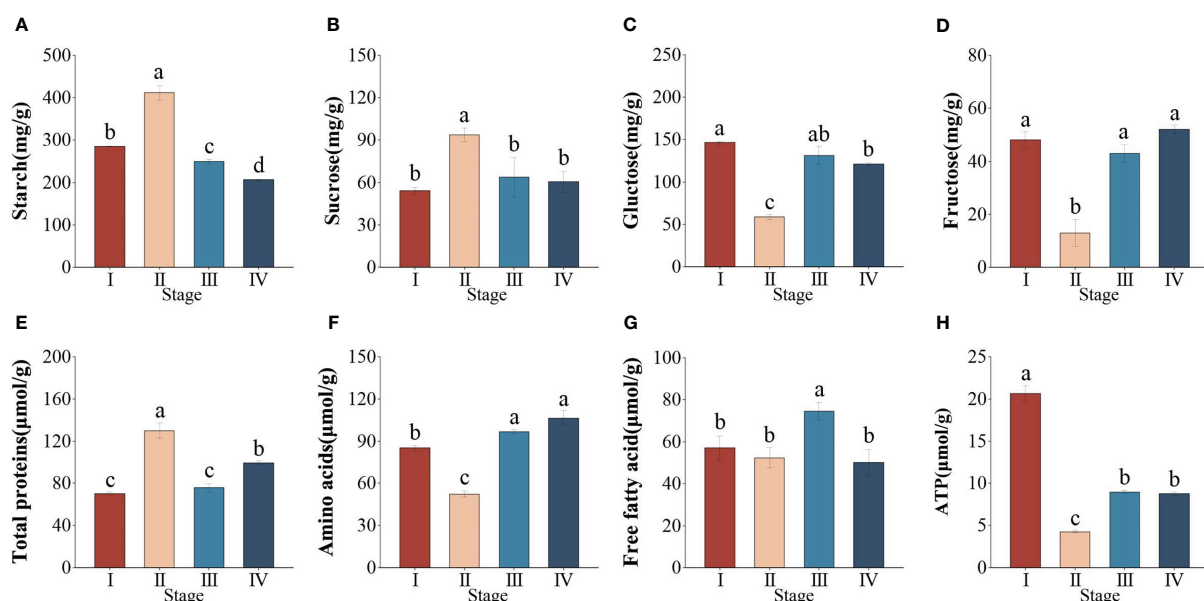 A
Starch(mg/g)
500
400
300
200
100
0
b
a
c
d
I II III IV
Stage
B
Sucrose(mg/g)
150
120
90
60
30
0
b
a
b
b
I II III IV
Stage
C
Gluctose(mg/g)
250
200
150
100
50
0
a
c
ab
b
I II III IV
Stage
D
Fructose(mg/g)
80
60
40
20
0
a
b
a
a
I II III IV
Stage
E
Total proteins(μmol/g)
200
160
120
80
40
0
c
a
c
b
I II III IV
Stage
F
Amino acids(μmol/g)
150
120
90
60
30
0
b
c
a
a
I II III IV
Stage
G
Free fatty acid(μmol/g)
100
80
60
40
20
0
b
b
a
b
I II III IV
Stage
H
ATP(μmol/g)
25
20
15
10
5
0
a
c
b
b
I II III IV
Stage